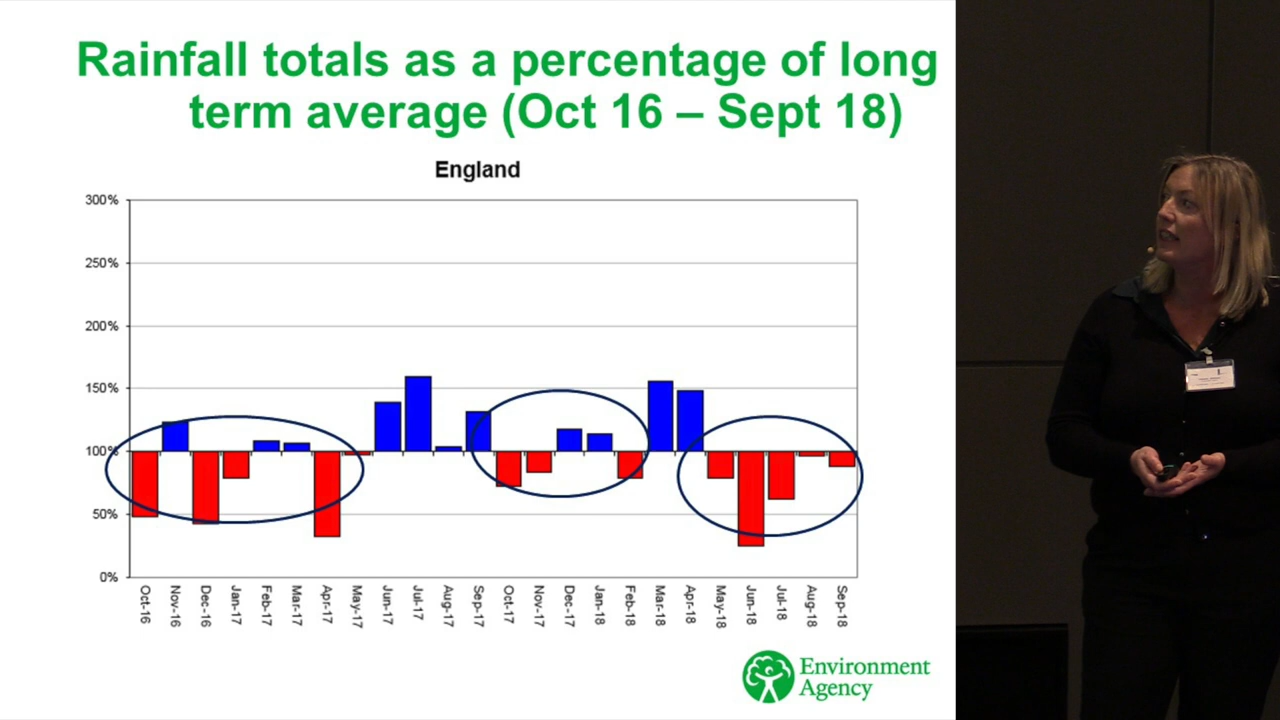 Rainfall totals as a percentage of long
term average (Oct 16 – Sept 18)
England
300%
250%
200%
150%
100%
50%
0%
Oct-16
Nov-16
Dec-16
Jan-17
Feb-17
Mar-17
Apr-17
May-17
Jun-17
Jul-17
Aug-17
Sep-17
Oct-17
Nov-17
Dec-17
Jan-18
Feb-18
Mar-18
Apr-18
May-18
Jun-18
Jul-18
Aug-18
Sep-18
Environment
Agency